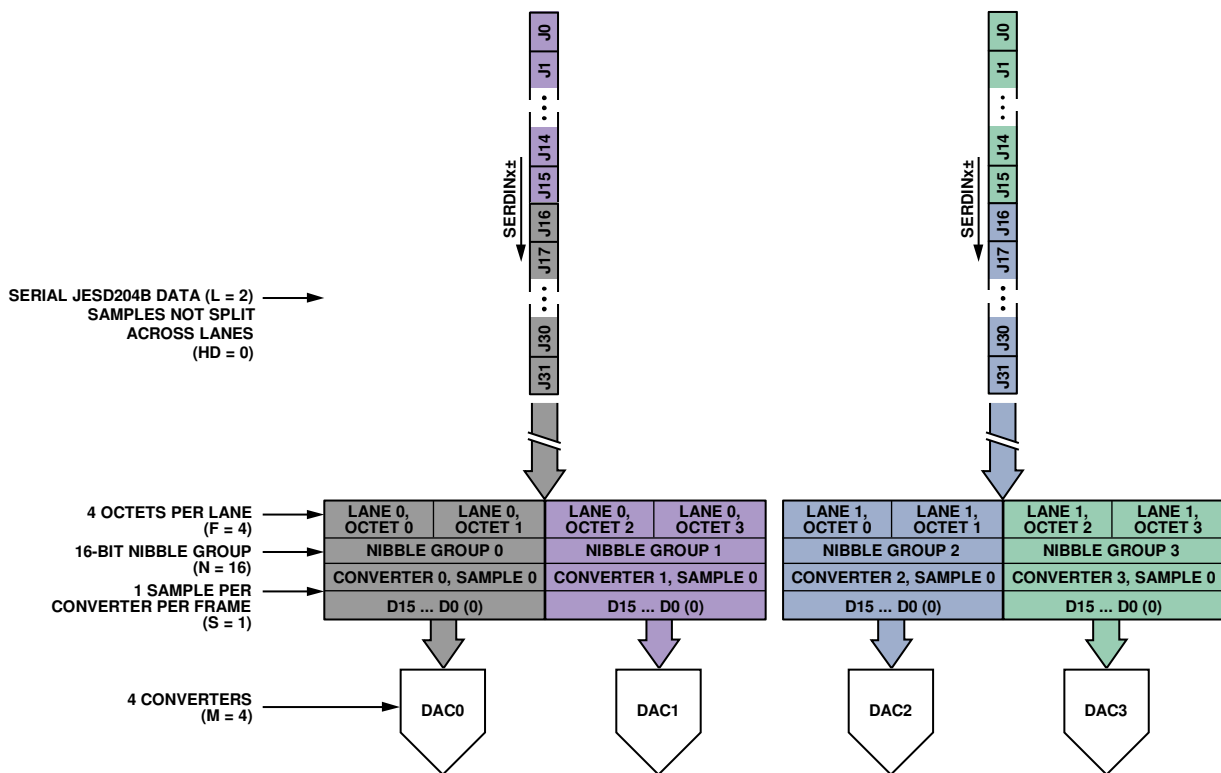 J0
J1
J14
J15
J16
J17
J30
J31
SERDINx±
J0
J1
J14
J15
J16
J17
J30
J31
SERDINx±
SERIAL JESD204B DATA (L = 2)
SAMPLES NOT SPLIT
ACROSS LANES
(HD = 0)
4 OCTETS PER LANE
(F = 4)
16-BIT NIBBLE GROUP
(N = 16)
1 SAMPLE PER
CONVERTER PER FRAME
(S = 1)
4 CONVERTERS
(M = 4)
LANE 0,
OCTET 0
LANE 0,
OCTET 1
LANE 0,
OCTET 2
LANE 0,
OCTET 3
LANE 1,
OCTET 0
LANE 1,
OCTET 1
LANE 1,
OCTET 2
LANE 1,
OCTET 3
NIBBLE GROUP 0
NIBBLE GROUP 1
NIBBLE GROUP 2
NIBBLE GROUP 3
CONVERTER 0, SAMPLE 0
CONVERTER 1, SAMPLE 0
CONVERTER 2, SAMPLE 0
CONVERTER 3, SAMPLE 0
D15 ... D0 (0)
D15 ... D0 (0)
D15 ... D0 (0)
D15 ... D0 (0)
DAC0
DAC1
DAC2
DAC3